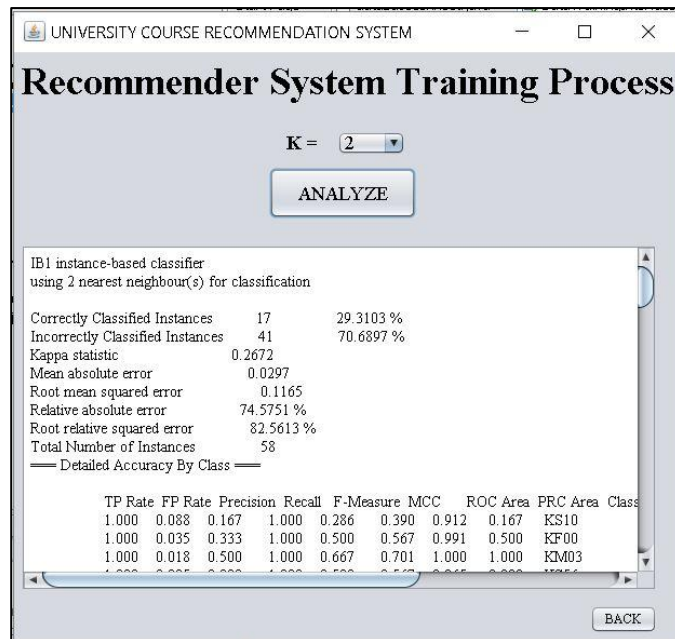 UNIVERSITY COURSE RECOMMENDATION SYSTEM
Recommender System Training Process
K = 2
ANALYZE
IB1 instance-based classifier
using 2 nearest neighbour(s) for classification
Correctly Classified Instances 17 29.3103 %
Incorrectly Classified Instances 41 70.6897 %
Kappa statistic 0.2672
Mean absolute error 0.0297
Root mean squared error 0.1165
Relative absolute error 74.5751 %
Root relative squared error 82.5613 %
Total Number of Instances 58
=== Detailed Accuracy By Class ===
TP Rate FP Rate Precision Recall F-Measure MCC ROC Area PRC Area Class
1.000 0.088 0.167 1.000 0.286 0.390 0.912 0.167 KS10
1.000 0.035 0.333 1.000 0.500 0.567 0.991 0.500 KF00
1.000 0.018 0.500 1.000 0.667 0.701 1.000 1.000 KM03
BACK